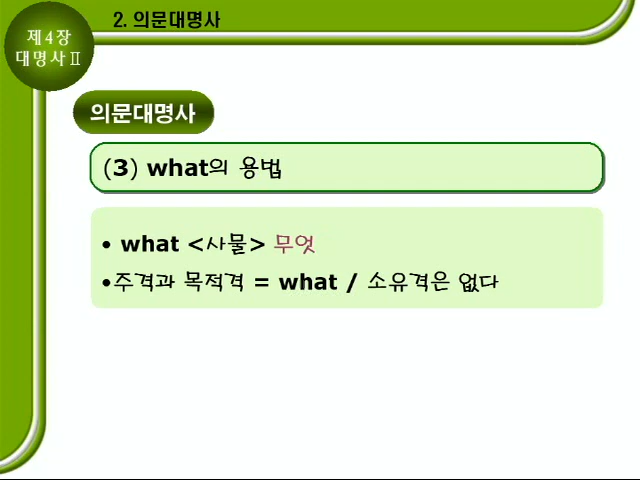 2. 의문대명사
제4장
대명사Ⅱ
의문대명사
(3) what의 용법
• what <사물> 무엇
•주격과 목적격 = what / 소유격은 없다